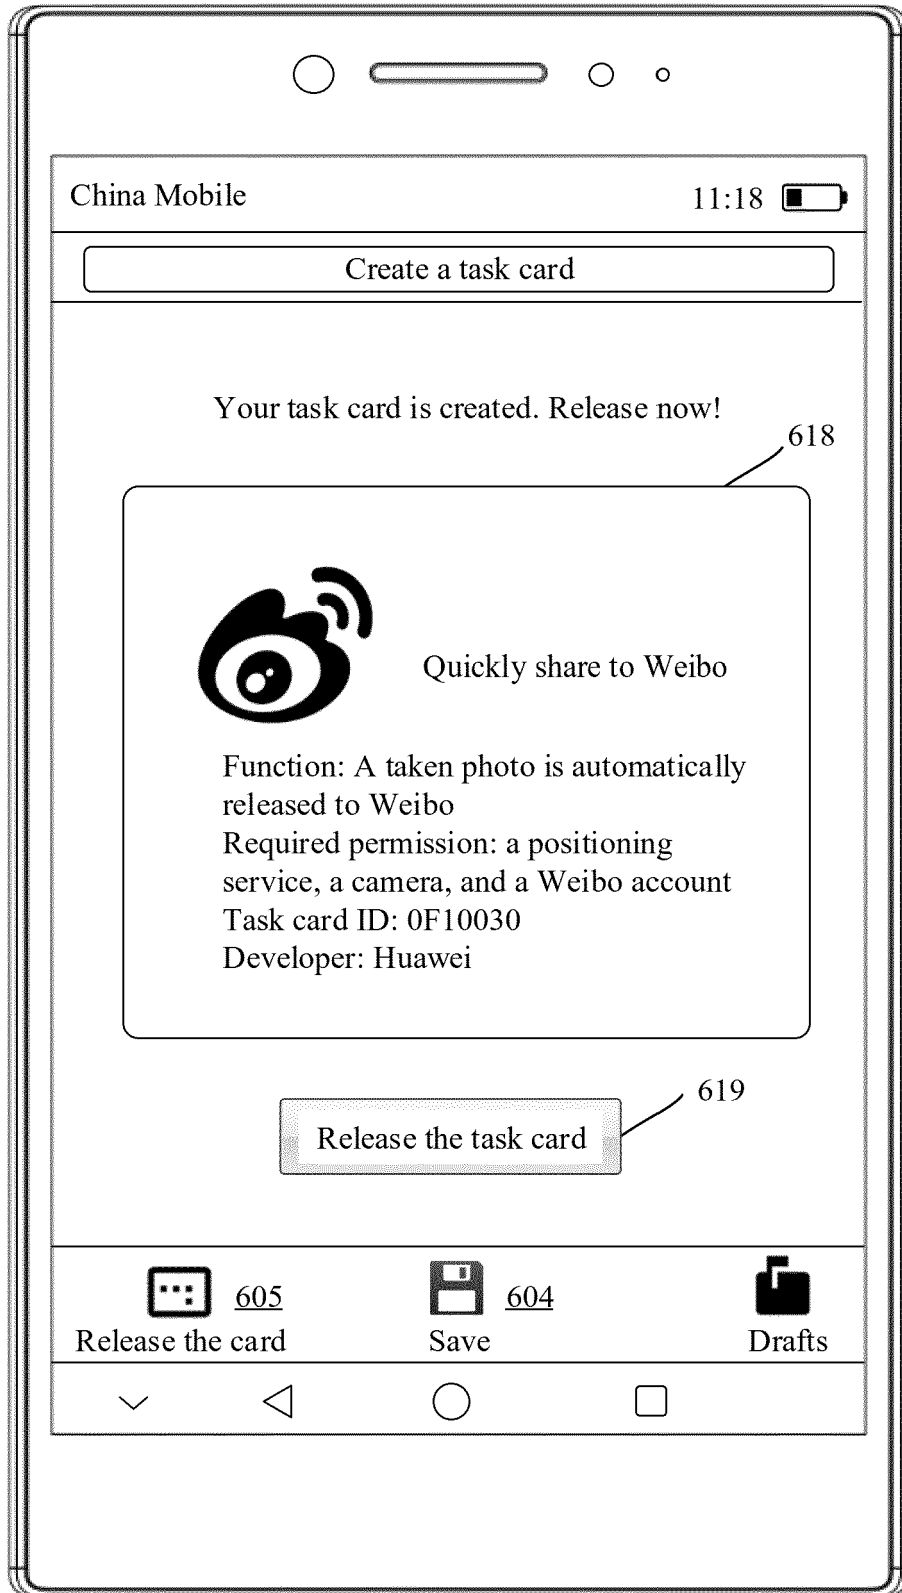 China Mobile 11:18
Create a task card
Your task card is created. Release now!
618
Quickly share to Weibo
Function: A taken photo is automatically
released to Weibo
Required permission: a positioning
service, a camera, and a Weibo account
Task card ID: 0F10030
Developer: Huawei
619
Release the task card
605 604
Release the card Save Drafts